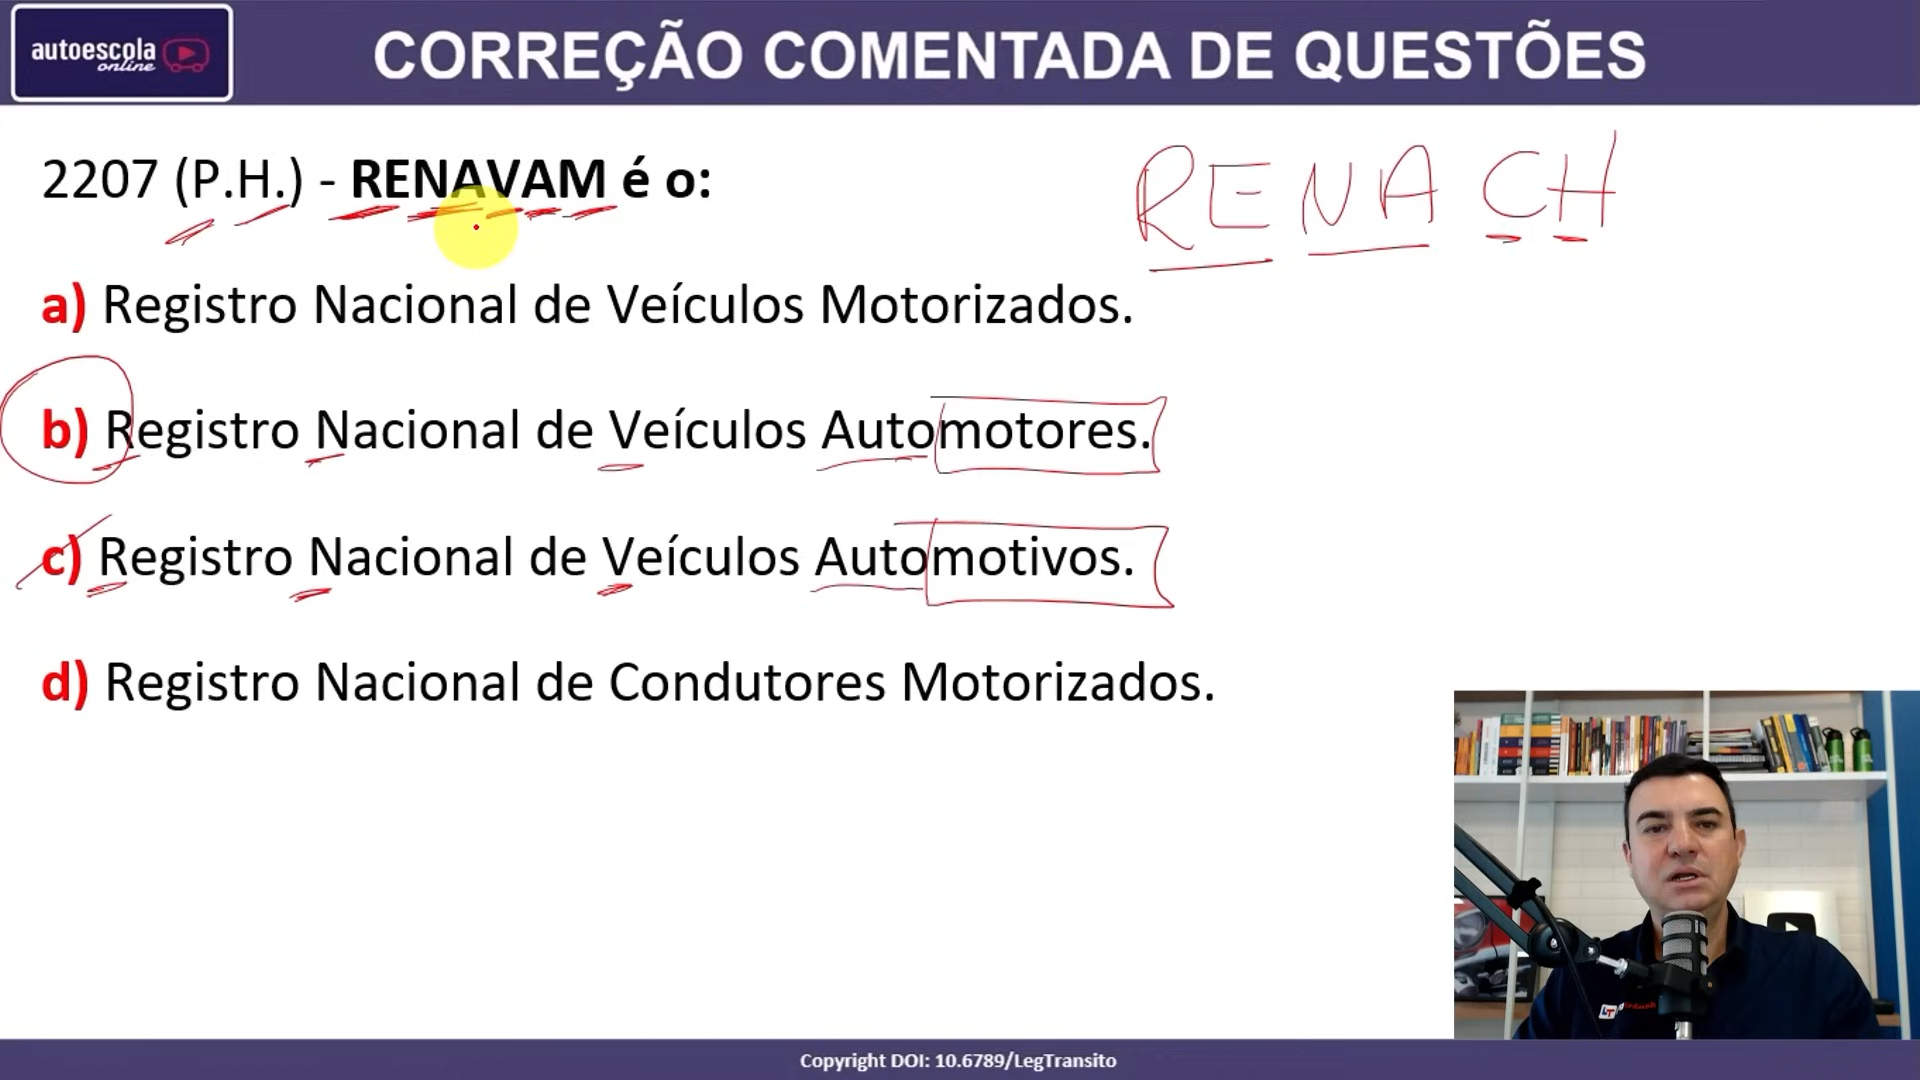 autoescola
online
CORREÇÃO COMENTADA DE QUESTÕES
2207 (P.H.) - RENAVAM é o:
RENACH
a) Registro Nacional de Veículos Motorizados.
b) Registro Nacional de Veículos Automotores.
c) Registro Nacional de Veículos Automotivos.
d) Registro Nacional de Condutores Motorizados.
LT
Copyright DOI: 10.6789/LegTransito